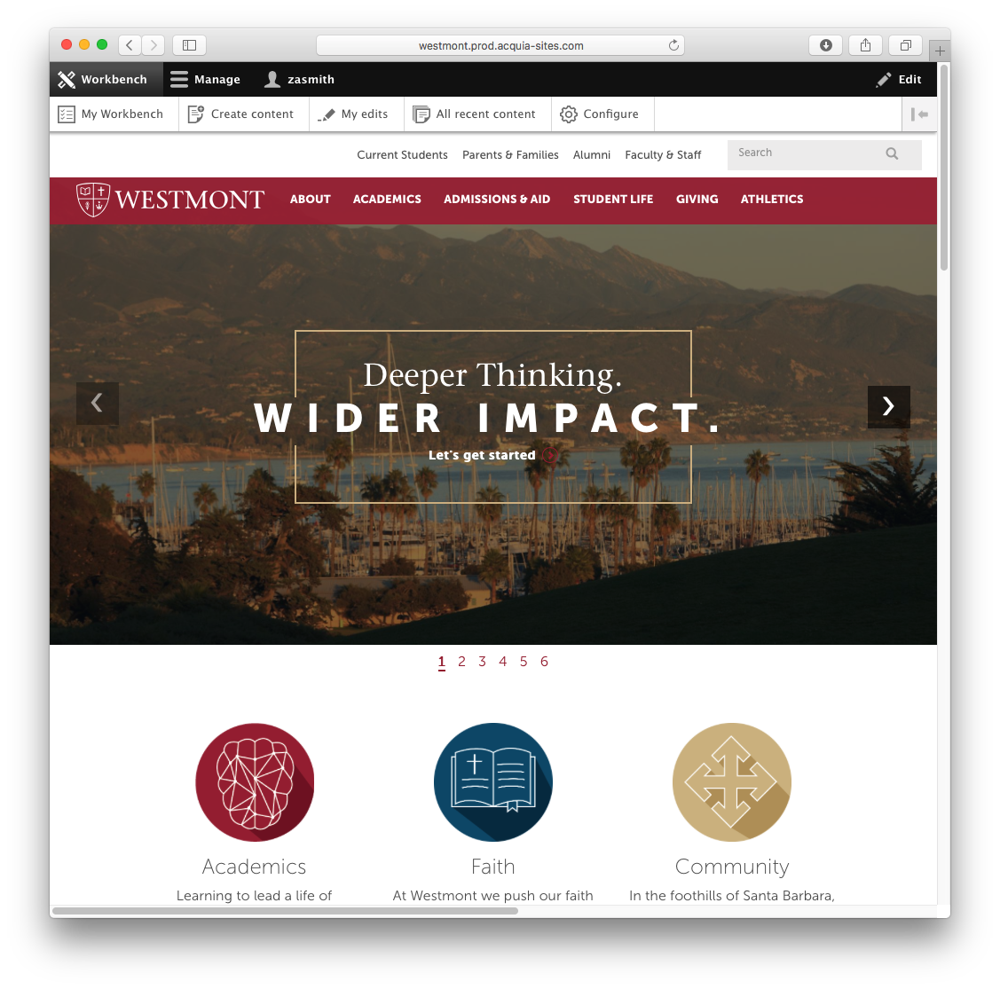 westmont.prod.acquia-sites.com
Workbench Manage zasmith Edit
My Workbench Create content My edits All recent content Configure
Current Students Parents & Families Alumni Faculty & Staff Search
WESTMONT ABOUT ACADEMICS ADMISSIONS & AID STUDENT LIFE GIVING ATHLETICS
Deeper Thinking.
WIDER IMPACT.
Let's get started
1 2 3 4 5 6
Academics Faith Community
Learning to lead a life of At Westmont we push our faith In the foothills of Santa Barbara,